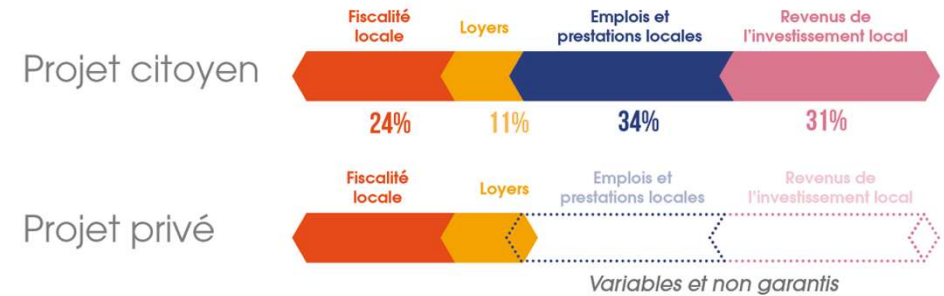 Fiscalité
locale
Loyers
Emplois et
prestations locales
Revenus de
l'investissement local
Projet citoyen
24%
11%
34%
31%
Fiscalité
locale
Loyers
Emplois et
prestations locales
Revenus de
l'investissement local
Projet privé
Variables et non garantis